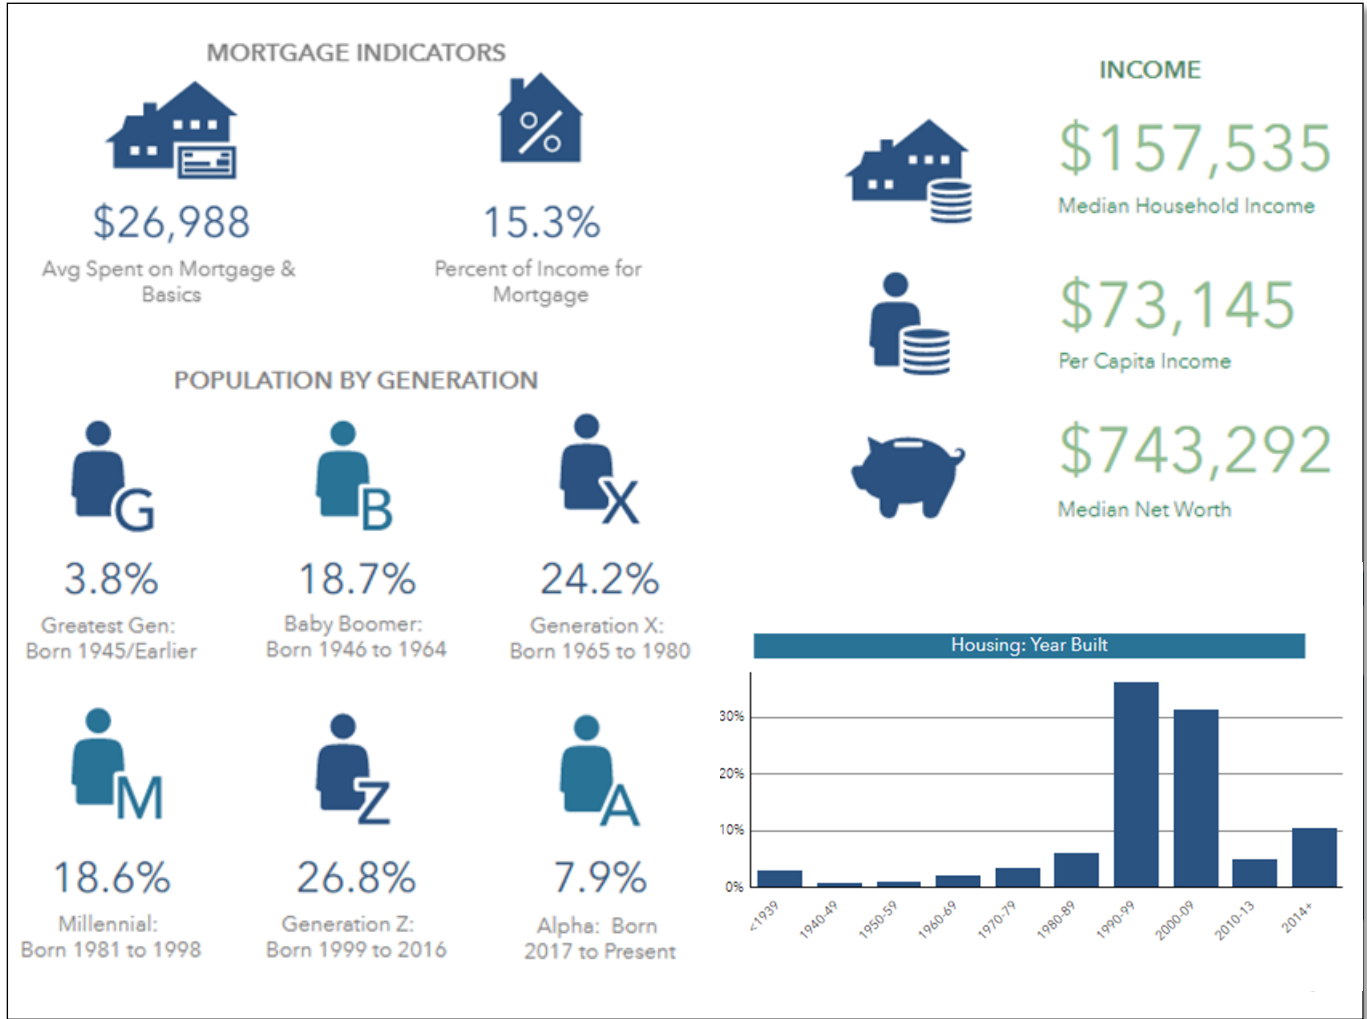 MORTGAGE INDICATORS
$26,988
Avg Spent on Mortgage &
Basics
%
15.3%
Percent of Income for
Mortgage
POPULATION BY GENERATION
G
3.8%
Greatest Gen:
Born 1945/Earlier
B
18.7%
Baby Boomer:
Born 1946 to 1964
X
24.2%
Generation X:
Born 1965 to 1980
M
18.6%
Millennial:
Born 1981 to 1998
Z
26.8%
Generation Z:
Born 1999 to 2016
A
7.9%
Alpha: Born
2017 to Present
INCOME
$157,535
Median Household Income
$73,145
Per Capita Income
$743,292
Median Net Worth
Housing: Year Built
30%
20%
10%
0%
<1939
1940-49
1950-59
1960-69
1970-79
1980-89
1990-99
2000-09
2010-13
2014+